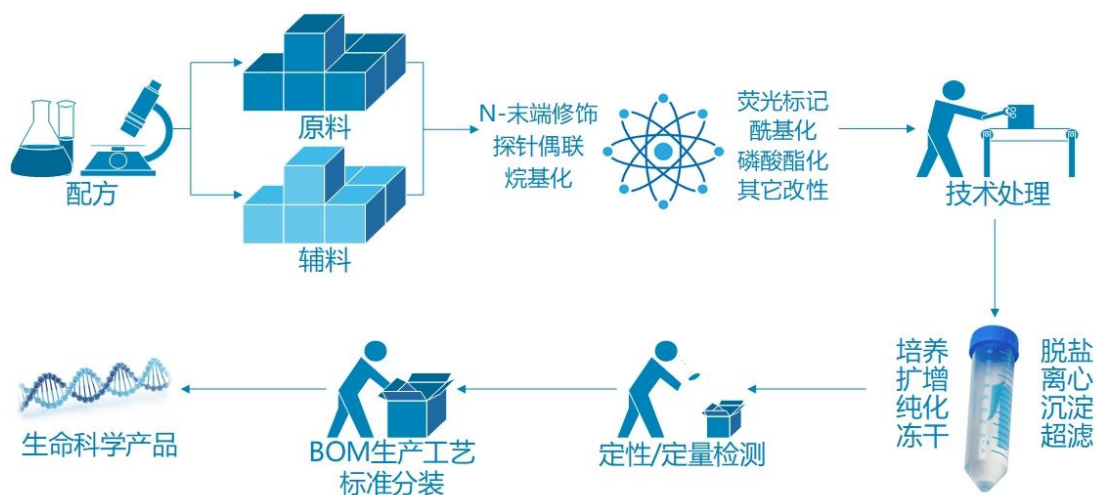 配方
原料
辅料
N-末端修饰
探针偶联
烷基化
荧光标记
酰基化
磷酸酯化
其它改性
技术处理
培养
扩增
纯化
冻干
脱盐
离心
沉淀
超滤
定性/定量检测
BOM生产工艺
标准分装
生命科学产品